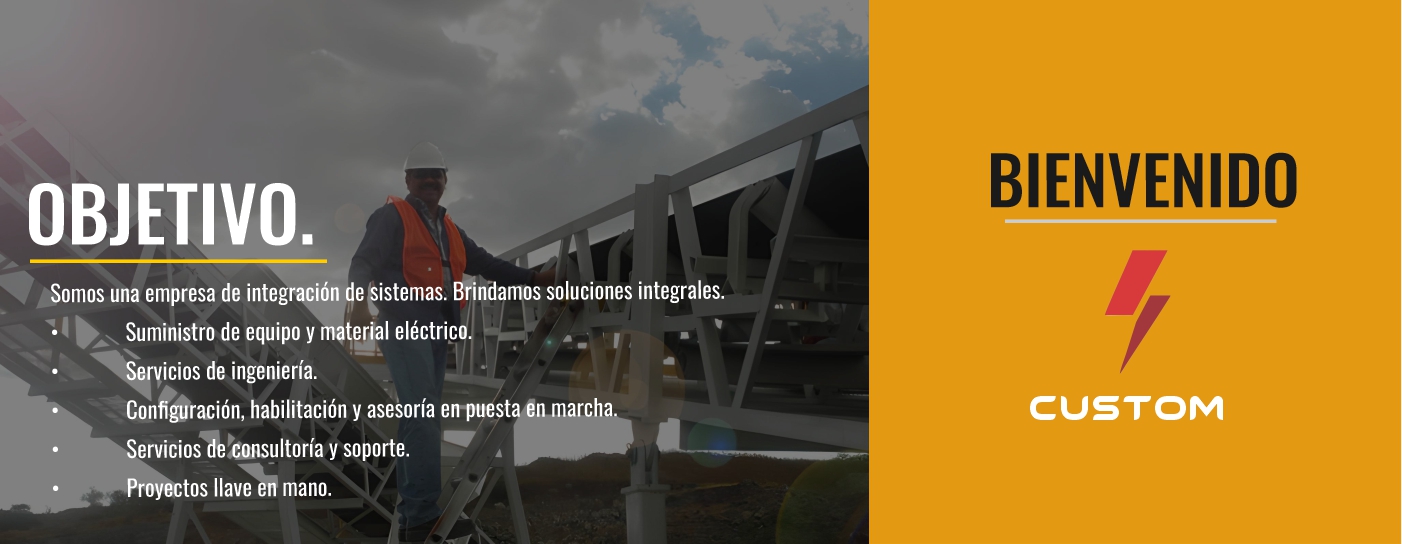 OBJETIVO.
Somos una empresa de integración de sistemas. Brindamos soluciones integrales.
• Suministro de equipo y material eléctrico.
• Servicios de ingeniería.
• Configuración, habilitación y asesoría en puesta en marcha.
• Servicios de consultoría y soporte.
• Proyectos llave en mano.
BIENVENIDO
CUSTOM